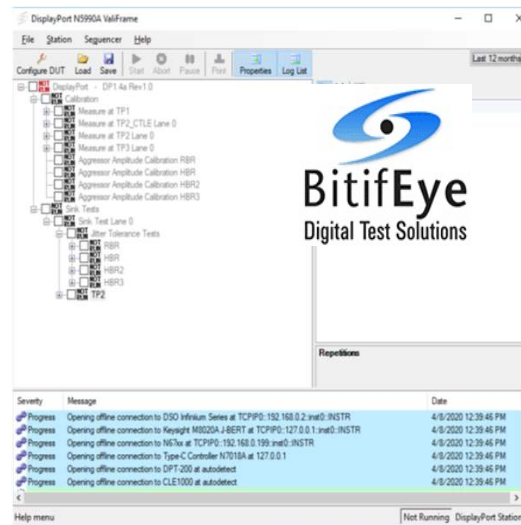 DisplayPort N5990A ValiFrame
File Station Sequencer Help
Configure DUT Load Save Start Abort Pause Print Properties Log List
Last 12 months
DisplayPort - DP1.4a Rev1.0
Calibration
Measure at TP1
Measure at TP2_CTLE Lane 0
Measure at TP2 Lane 0
Measure at TP3 Lane 0
Aggressor Amplitude Calibration RBR
Aggressor Amplitude Calibration HBR
Aggressor Amplitude Calibration HBR2
Aggressor Amplitude Calibration HBR3
Sink Tests
Sink Test Lane 0
Jitter Tolerance Tests
RBR
HBR
HBR2
HBR3
TP2
BitifEye
Digital Test Solutions
Repetitions
Severity Message Date
Progress Opening offline connection to DSO Infiniium Series at TCPIP0::192.168.0.2::inst0::INSTR 4/8/2020 12:39:46 PM
Progress Opening offline connection to Keysight M8020A J-BERT at TCPIP0::127.0.0.1::inst0::INSTR 4/8/2020 12:39:46 PM
Progress Opening offline connection to N67xx at TCPIP0::192.168.0.199::inst0::INSTR 4/8/2020 12:39:46 PM
Progress Opening offline connection to Type-C Controller N7018A at 127.0.0.1 4/8/2020 12:39:46 PM
Progress Opening offline connection to DPT-200 at autodetect 4/8/2020 12:39:46 PM
Progress Opening offline connection to CLE1000 at autodetect 4/8/2020 12:39:46 PM
Help menu Not Running DisplayPort Station